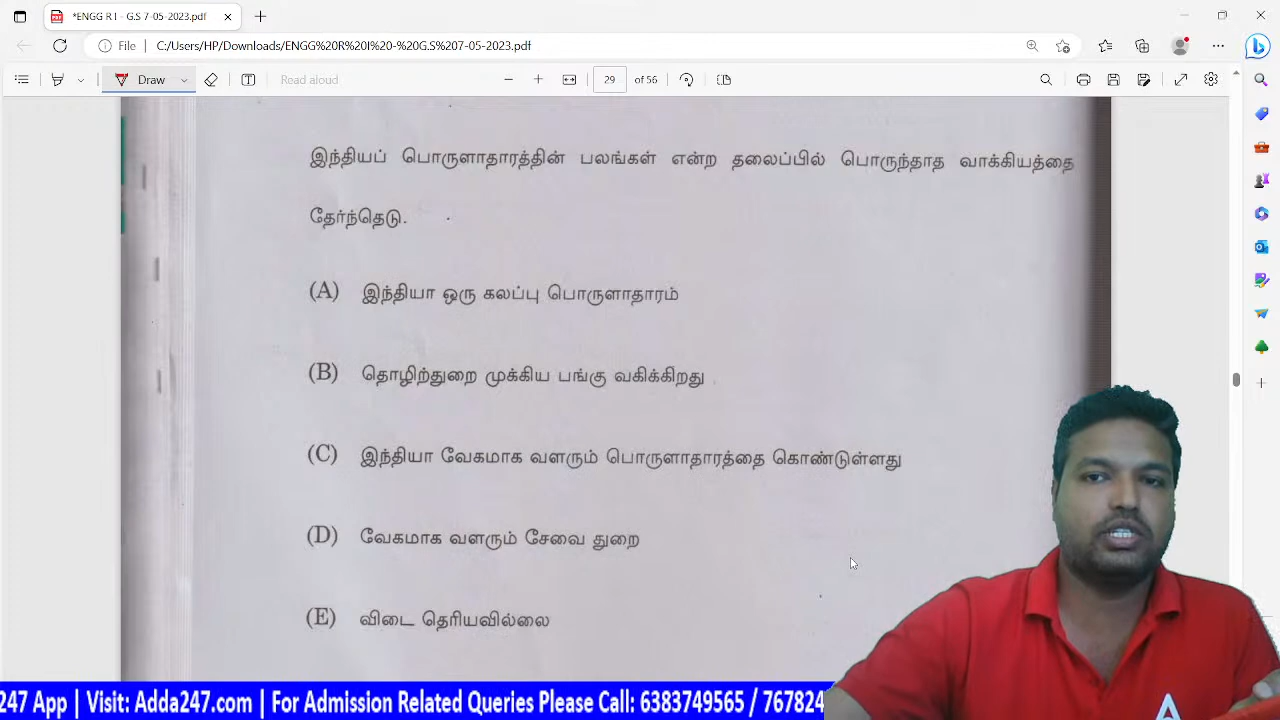 *ENGG R I - G.S 7-05-2023.pdf
File
C:/Users/HP/Downloads/ENGG%20R%20I%20-%20G.S%207-05-2023.pdf
Draw
Read aloud
29 of 56
இந்தியப் பொருளாதாரத்தின் பலங்கள் என்ற தலைப்பில் பொருந்தாத வாக்கியத்தை
தேர்ந்தெடு.
(A) இந்தியா ஒரு கலப்பு பொருளாதாரம்
(B) தொழிற்துறை முக்கிய பங்கு வகிக்கிறது
(C) இந்தியா வேகமாக வளரும் பொருளாதாரத்தை கொண்டுள்ளது
(D) வேகமாக வளரும் சேவை துறை
(E) விடை தெரியவில்லை
247 App | Visit: Adda247.com | For Admission Related Queries Please Call: 6383749565 / 767824